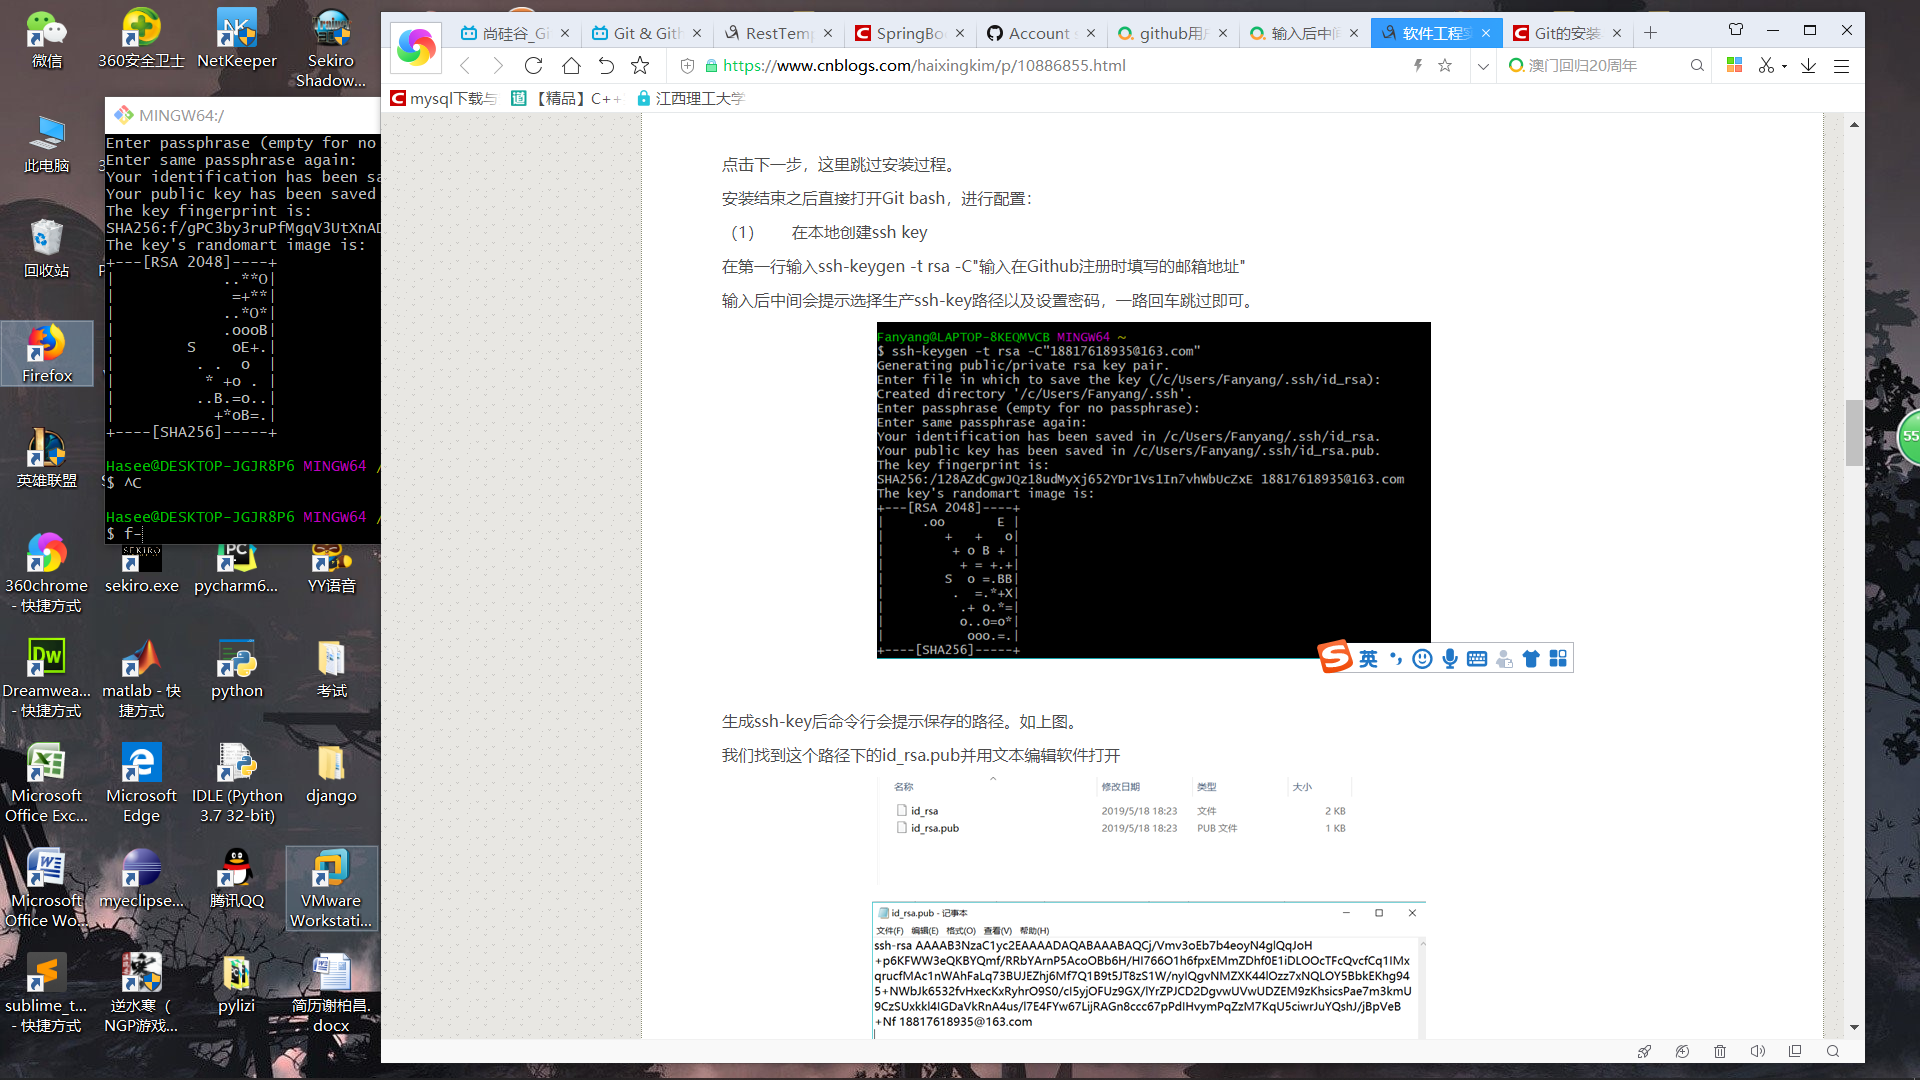 微信
360安全卫士
NetKeeper
Sekiro
Shadow...
此电脑
回收站
Firefox
英雄联盟
360chrome
- 快捷方式
sekiro.exe
pycharm6...
YY语音
Dreamwea...
- 快捷方式
matlab - 快
捷方式
python
考试
Microsoft
Office Exc...
Microsoft
Edge
IDLE (Python
3.7 32-bit)
django
Microsoft
Office Wo...
myeclipse...
腾讯QQ
VMware
Workstati...
sublime_t...
- 快捷方式
逆水寒（
NGP游戏...
pylizi
简历谢柏昌.
docx
MINGW64:/
Enter passphrase (empty for no
Enter same passphrase again:
Your identification has been sa
Your public key has been saved
The key fingerprint is:
SHA256:f/gPC3by3ruPfMgqV3UtXnAD
The key's randomart image is:
+---[RSA 2048]----+
|             ..**O|
|              =+**|
|             ..*O*|
|             .oooB|
|         S    oE+.|
|          . .  o  |
|           * +o . |
|          ..B.=o..|
|            +*oB=.|
+----[SHA256]-----+
Hasee@DESKTOP-JGJR8P6 MINGW64 /
$ ^C
Hasee@DESKTOP-JGJR8P6 MINGW64 /
$ f-
尚硅谷_Gi
Git & Gith
RestTemp
SpringBo
Account s
github用户
输入后中间
软件工程实
Git的安装
https://www.cnblogs.com/haixingkim/p/10886855.html
澳门回归20周年
mysql下载与
【精品】C++
江西理工大学
点击下一步，这里跳过安装过程。
安装结束之后直接打开Git bash，进行配置：
（1） 在本地创建ssh key
在第一行输入ssh-keygen -t rsa -C"输入在Github注册时填写的邮箱地址"
输入后中间会提示选择生产ssh-key路径以及设置密码，一路回车跳过即可。
Fanyang@LAPTOP-8KEQMVCB MINGW64 ~
$ ssh-keygen -t rsa -C"18817618935@163.com"
Generating public/private rsa key pair.
Enter file in which to save the key (/c/Users/Fanyang/.ssh/id_rsa):
Created directory '/c/Users/Fanyang/.ssh'.
Enter passphrase (empty for no passphrase):
Enter same passphrase again:
Your identification has been saved in /c/Users/Fanyang/.ssh/id_rsa.
Your public key has been saved in /c/Users/Fanyang/.ssh/id_rsa.pub.
The key fingerprint is:
SHA256:/128AZdCgwJQz18udMyXj652YDr1Vs1In7vhWbUcZxE 18817618935@163.com
The key's randomart image is:
+---[RSA 2048]----+
|     .oo       E |
|        +   +   o|
|         + o B + |
|          + = +.+|
|        S  o =.BB|
|         .  =.*+X|
|          .+ o.*=|
|          o..o=o*|
|           ooo.=.|
+----[SHA256]-----+
英
生成ssh-key后命令行会提示保存的路径。如上图。
我们找到这个路径下的id_rsa.pub并用文本编辑软件打开
名称 修改日期 类型 大小
id_rsa 2019/5/18 18:23 文件 2 KB
id_rsa.pub 2019/5/18 18:23 PUB 文件 1 KB
id_rsa.pub - 记事本
文件(F) 编辑(E) 格式(O) 查看(V) 帮助(H)
ssh-rsa AAAAB3NzaC1yc2EAAAADAQABAAABAQCj/Vmv3oEb7b4eoyN4glQqJoH
+p6KFWW3eQKBYQmf/RRbYArnP5AcoOBb6H/HI766O1h6fpxEMmZDhf0E1iDLOOcTFcQvcfCq1IMx
qrucfMAc1nWAhFaLq73BUJEZhj6Mf7Q1B9t5JT8zS1W/nyIQgvNMZXK44lOzz7xNQLOY5BbkEKhg94
5+NWbJk6532fvHxecKxRyhrO9S0/cI5yjOFUz9GX/lYrZPJCD2DgvwUVwUDZEM9zKhsicsPae7m3kmU
9CzSUxkkl4IGDaVkRnA4us/l7E4FYw67LijRAGn8ccc67pPdIHvymPqZzM7KqU5ciwrJuYQshJ/jBpVeB
+Nf 18817618935@163.com
55